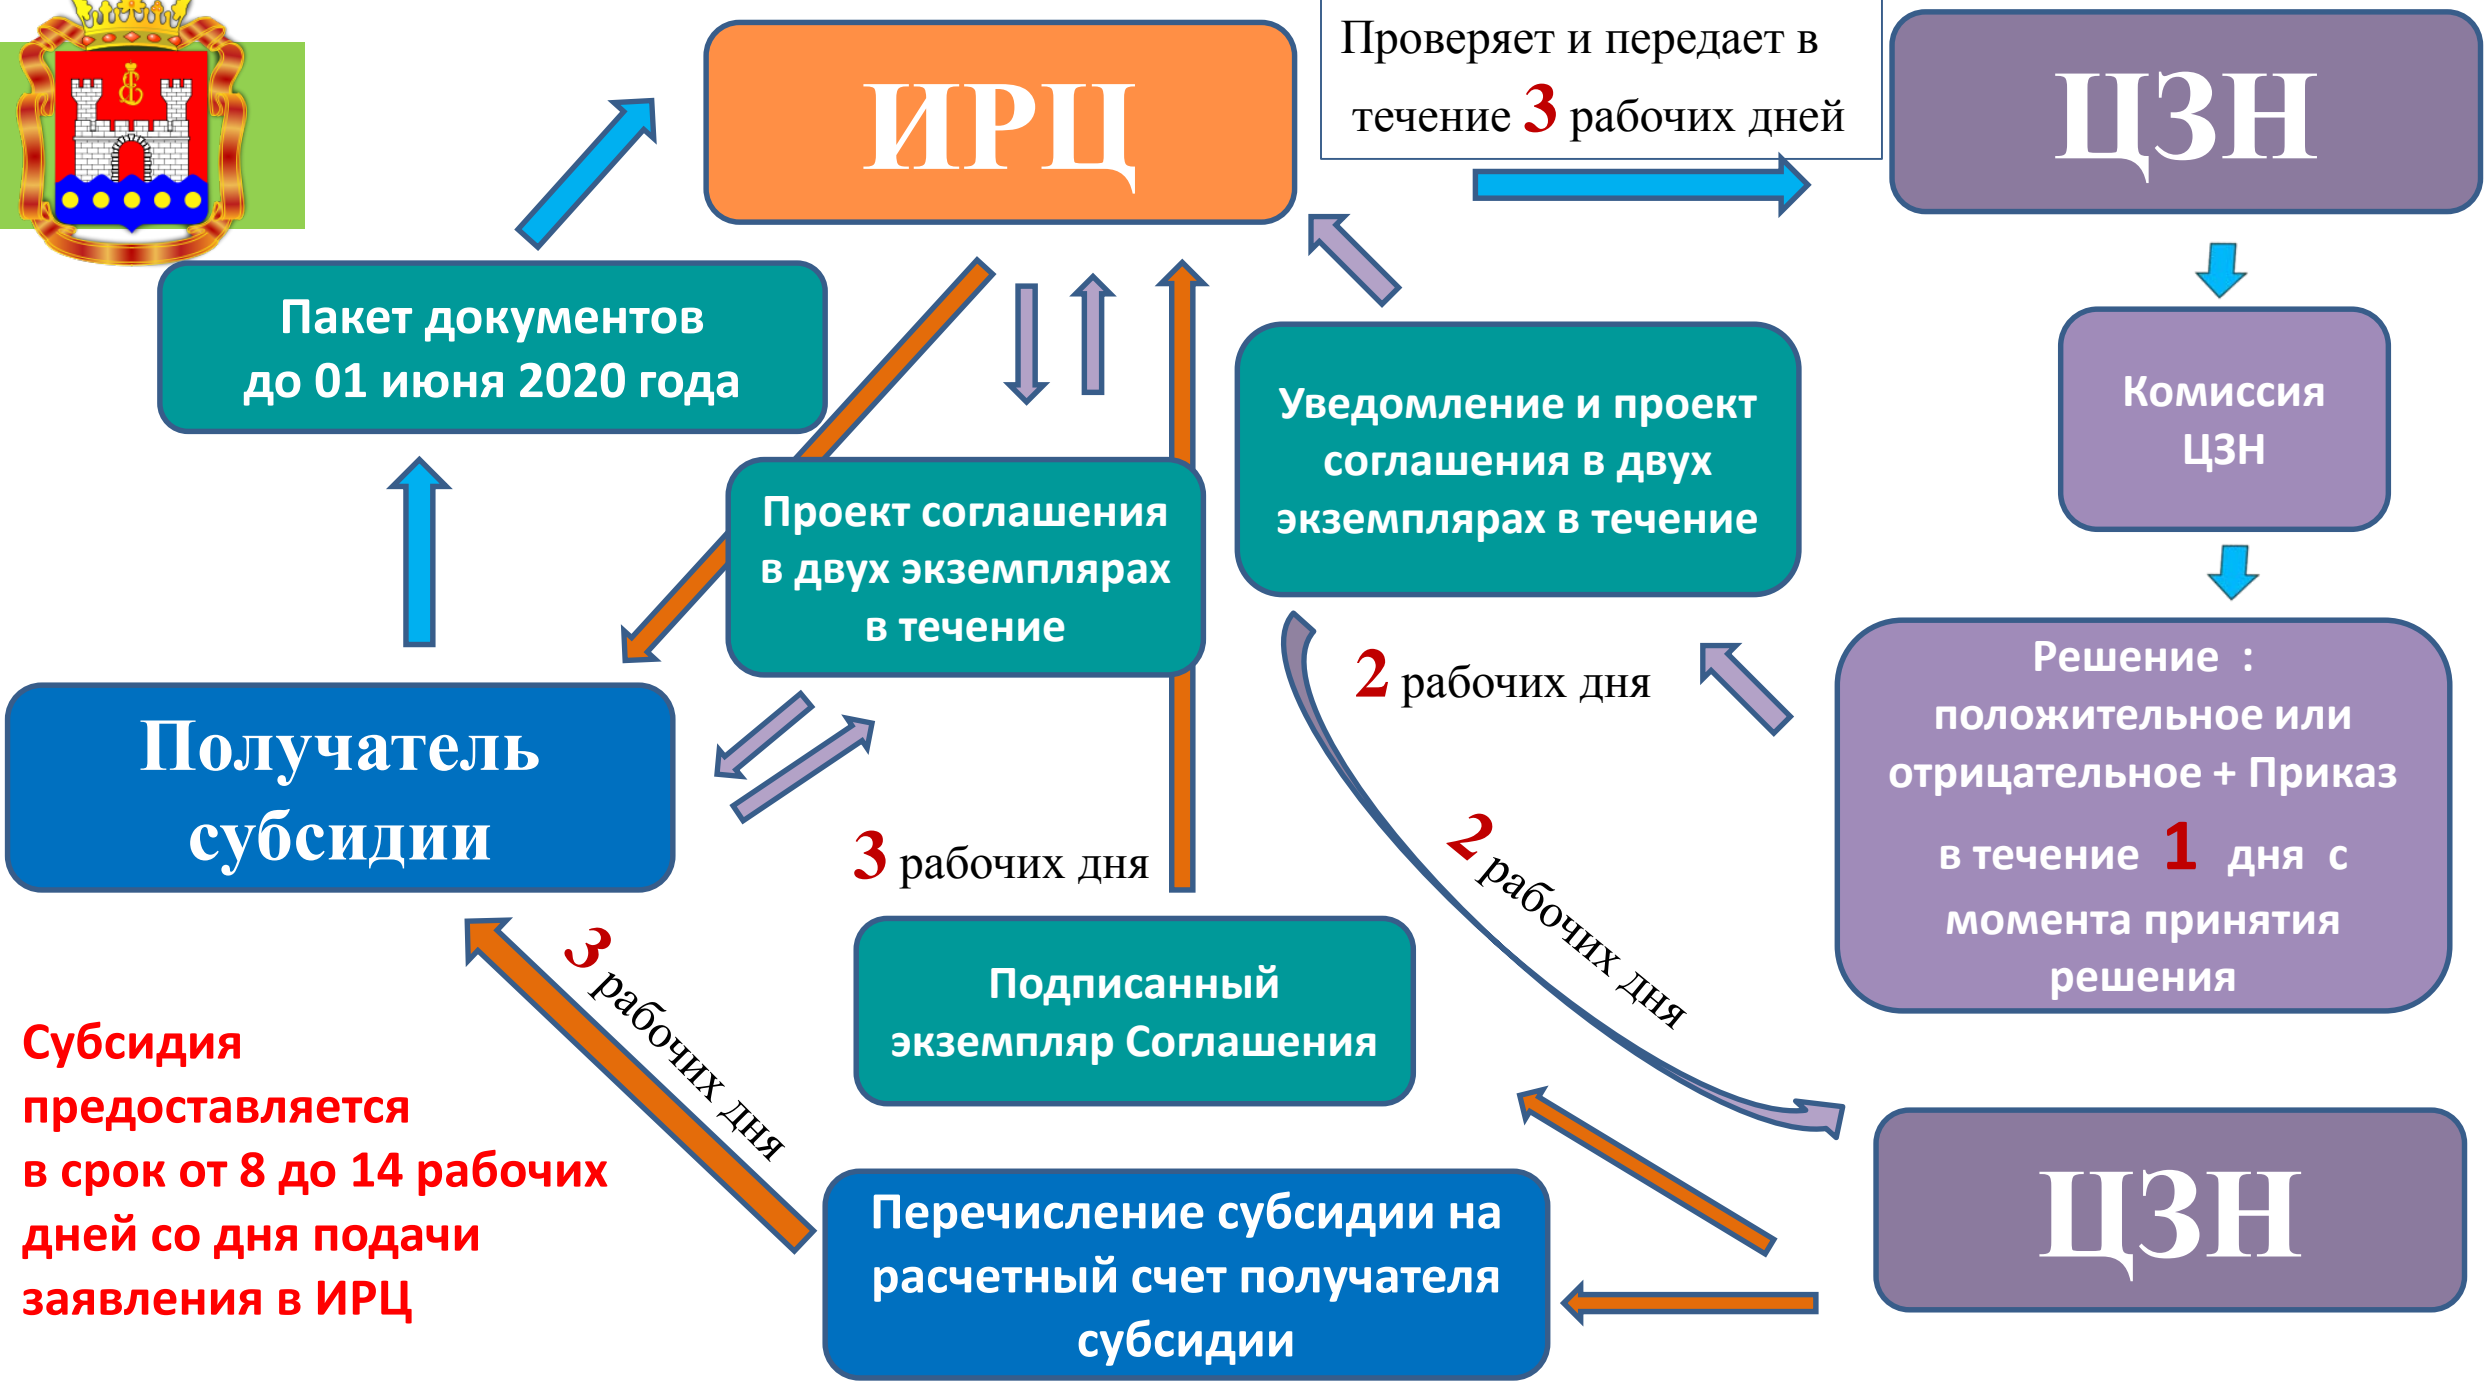 ИРЦ
Проверяет и передает в
течение 3 рабочих дней
ЦЗН
Пакет документов
до 01 июня 2020 года
Уведомление и проект
соглашения в двух
экземплярах в течение
Комиссия
ЦЗН
Проект соглашения
в двух экземплярах
в течение
2 рабочих дня
Решение :
положительное или
отрицательное + Приказ
в течение 1 дня с
момента принятия
решения
Получатель
субсидии
3 рабочих дня
2 рабочих дня
3 рабочих дня
Подписанный
экземпляр Соглашения
Субсидия
предоставляется
в срок от 8 до 14 рабочих
дней со дня подачи
заявления в ИРЦ
Перечисление субсидии на
расчетный счет получателя
субсидии
ЦЗН